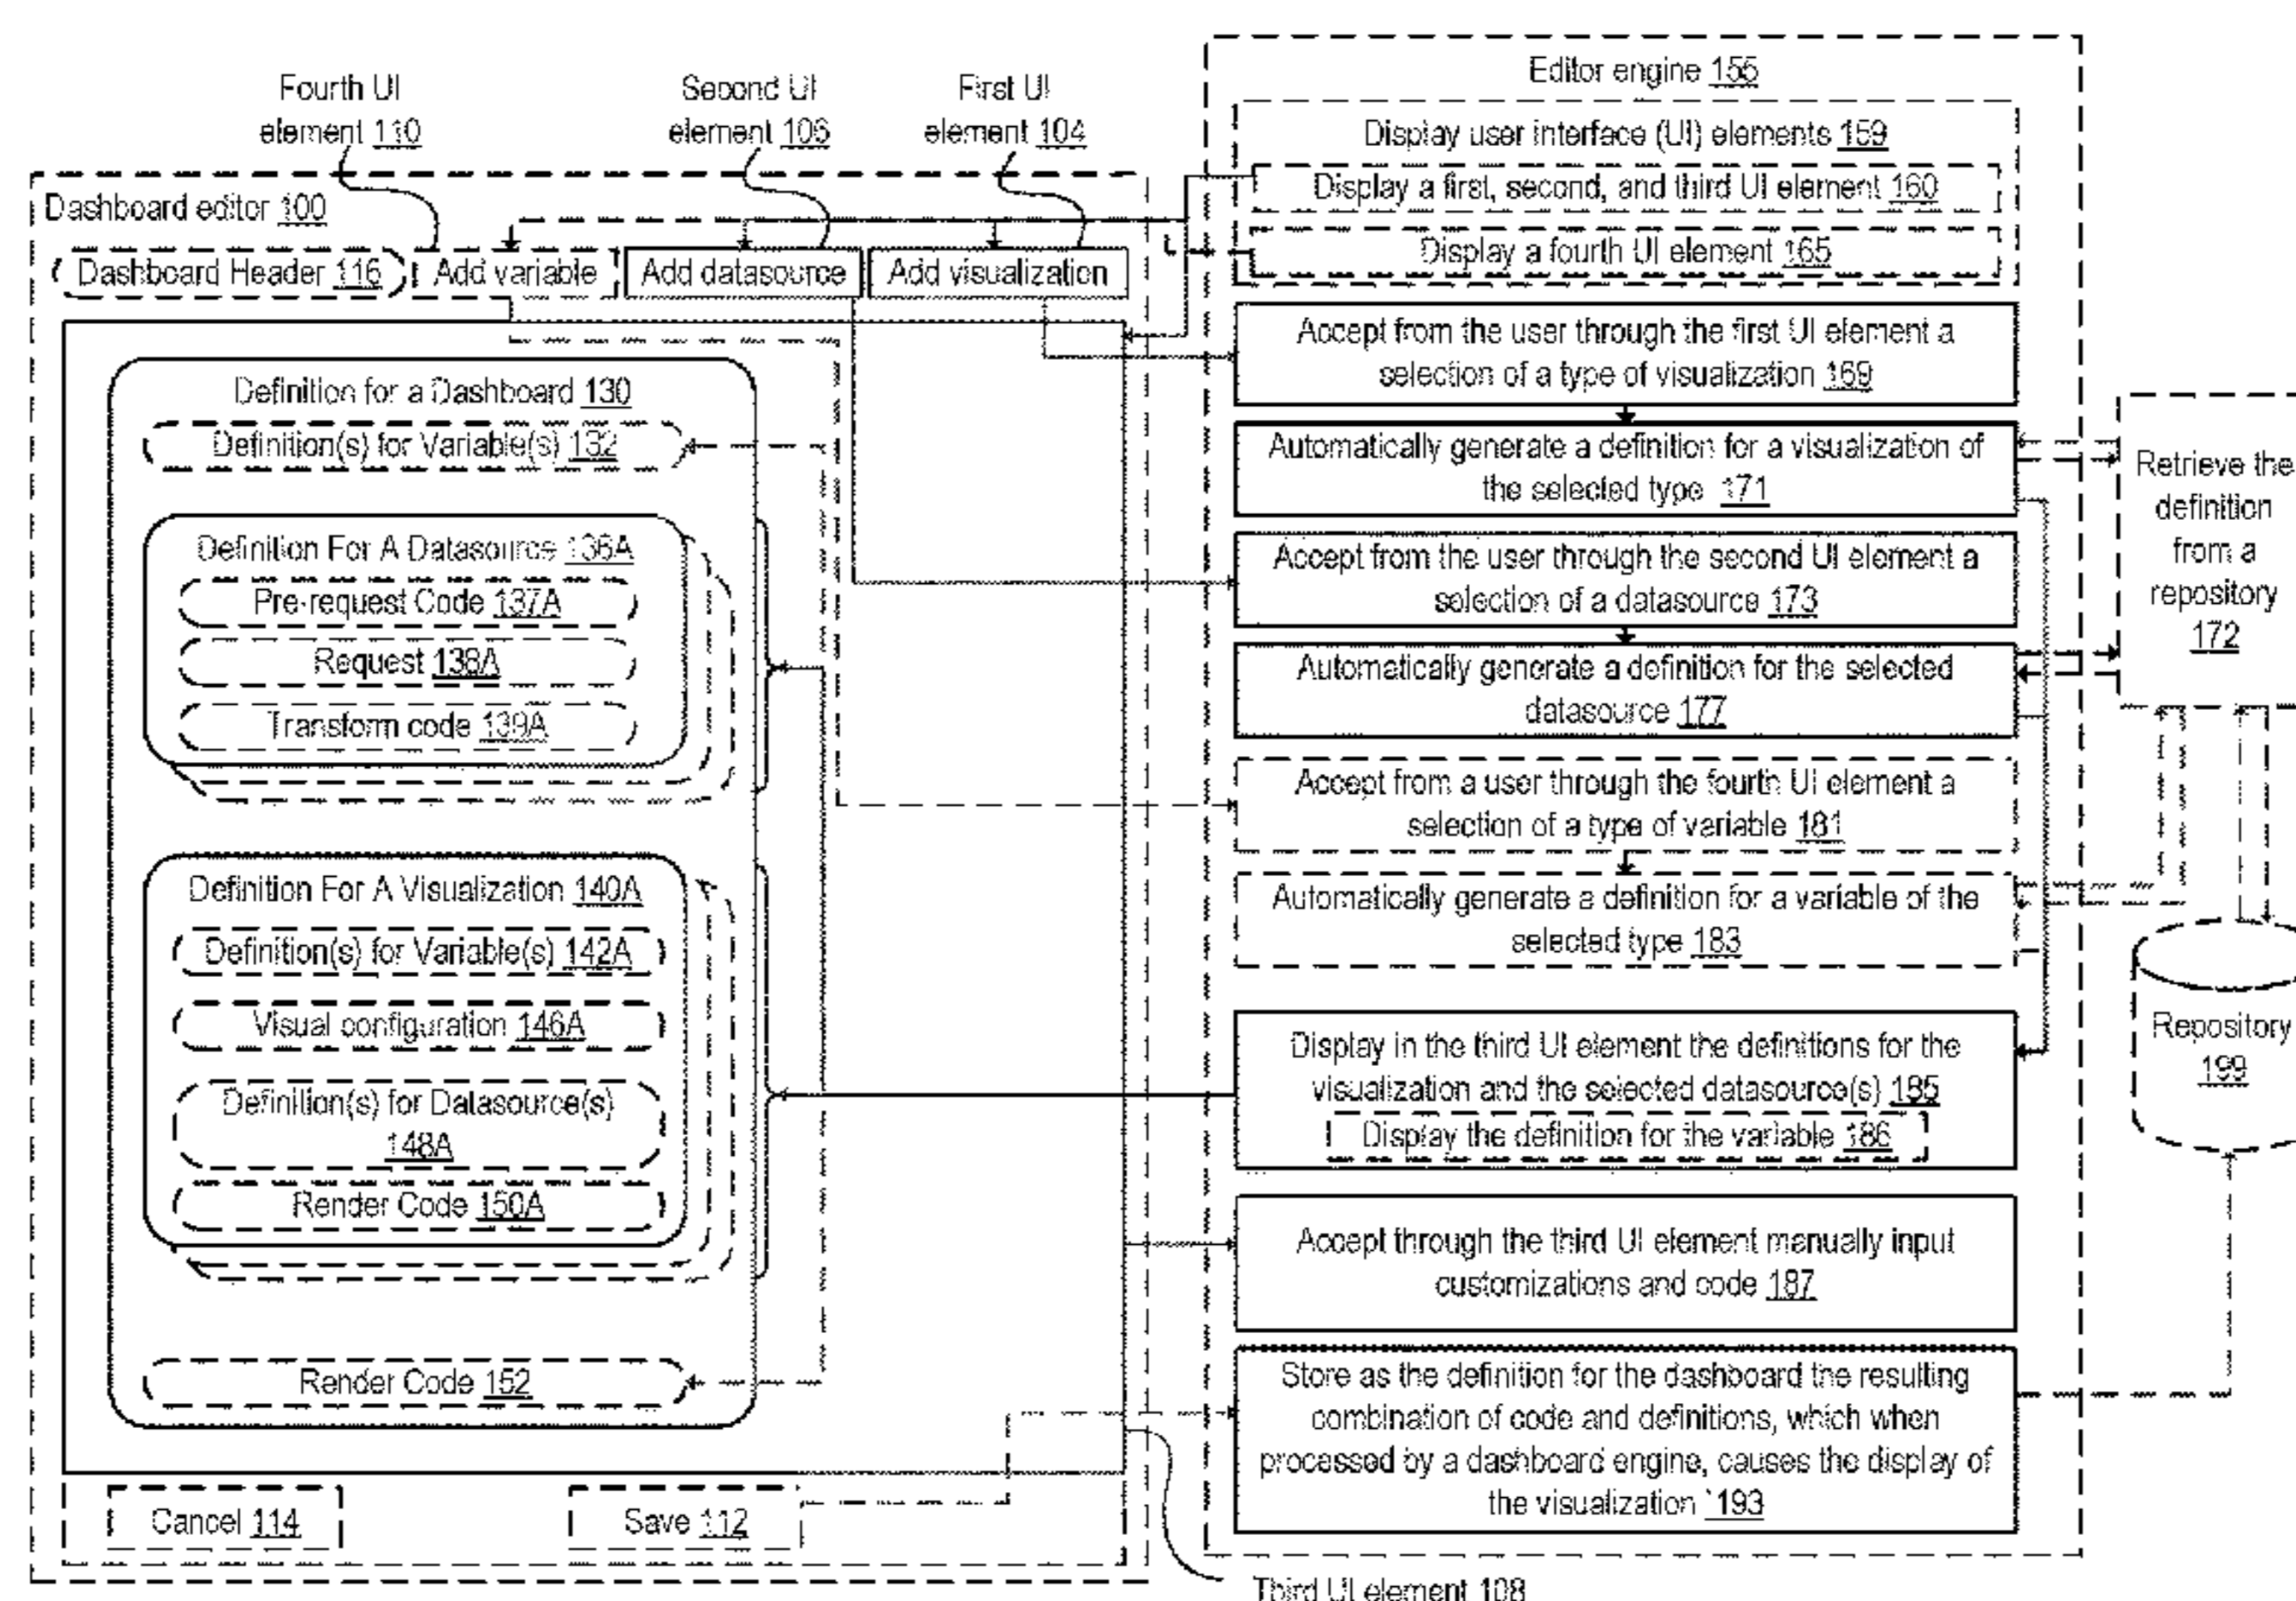 Fourth UI
element 110
Second UI
element 106
First UI
element 104
Dashboard editor 100
Dashboard Header 116
Add variable
Add datasource
Add visualization
Definition for a Dashboard 130
Definition(s) for Variable(s) 132
Definition For A Datasource 136A
Pre-request Code 137A
Request 138A
Transform code 139A
Definition For A Visualization 140A
Definition(s) for Variable(s) 142A
Visual configuration 146A
Definition(s) for Datasource(s)
148A
Render Code 150A
Render Code 152
Cancel 114
Save 112
Third UI element 108
Editor engine 155
Display user interface (UI) elements 159
Display a first, second, and third UI element 160
Display a fourth UI element 165
Accept from the user through the first UI element a
selection of a type of visualization 169
Automatically generate a definition for a visualization of
the selected type 171
Accept from the user through the second UI element a
selection of a datasource 173
Automatically generate a definition for the selected
datasource 177
Accept from a user through the fourth UI element a
selection of a type of variable 181
Automatically generate a definition for a variable of the
selected type 183
Display in the third UI element the definitions for the
visualization and the selected datasource(s) 185
Display the definition for the variable 186
Accept through the third UI element manually input
customizations and code 187
Store as the definition for the dashboard the resulting
combination of code and definitions, which when
processed by a dashboard engine, causes the display of
the visualization 193
Retrieve the
definition
from a
repository
172
Repository
199